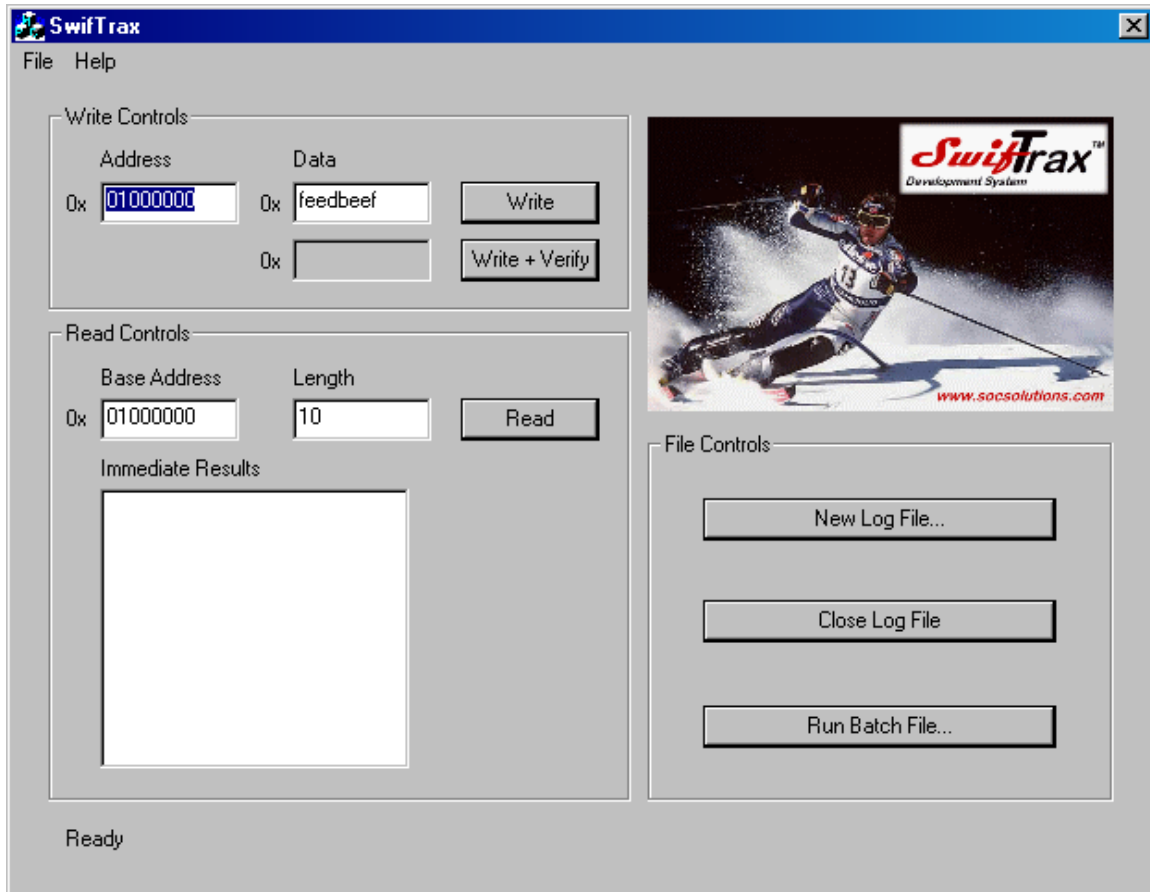 SwifTrax
File Help
Write Controls
Address Data
0x 01000000 0x feedbeef Write
0x Write + Verify
Read Controls
Base Address Length
0x 01000000 10 Read
Immediate Results
SwifTrax™
Development System
13
www.socsolutions.com
File Controls
New Log File...
Close Log File
Run Batch File...
Ready